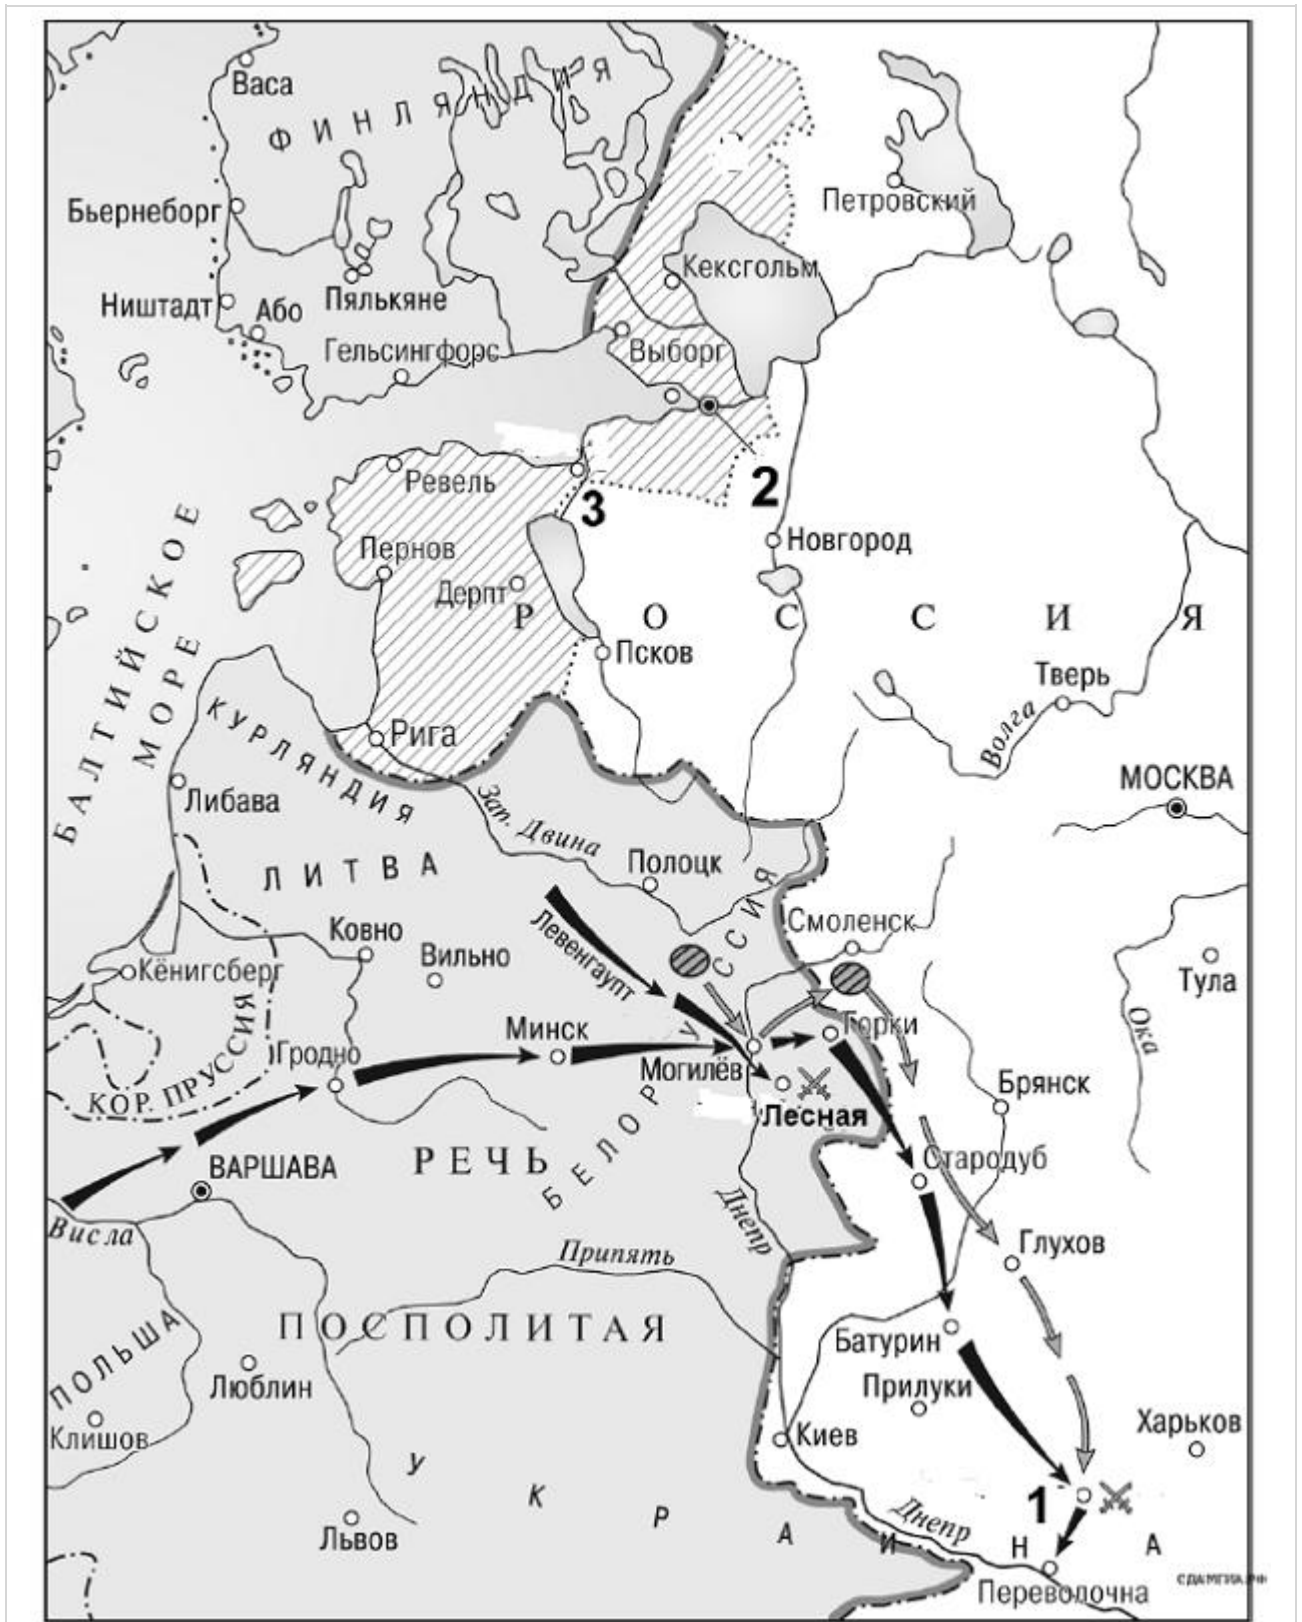 Васа
ФИНЛЯНДИЯ
Петровский
Бьернеборг
Кексгольм
Ништадт
Або
Пялькяне
Гельсингфорс
Выборг
Ревель
3
2
Новгород
Пернов
Дерпт
БАЛТИЙСКОЕ
МОРЕ
РОССИЯ
Псков
Тверь
Волга
Рига
КУРЛЯНДИЯ
МОСКВА
Либава
Зап. Двина
ЛИТВА
Полоцк
Смоленск
Ковно
Вильно
Левенгаупт
Кёнигсберг
Тула
Ока
Минск
Горки
Гродно
Могилёв
КОР. ПРУССИЯ
Брянск
Лесная
БЕЛОРУССИЯ
РЕЧЬ
ВАРШАВА
Стародуб
Висла
Днепр
Глухов
Припять
ПОСПОЛИТАЯ
ПОЛЬША
Батурин
Люблин
Прилуки
Клишов
Киев
Харьков
УКРАИНА
1
Днепр
Львов
Переволочна
СДАМГИА.РФ